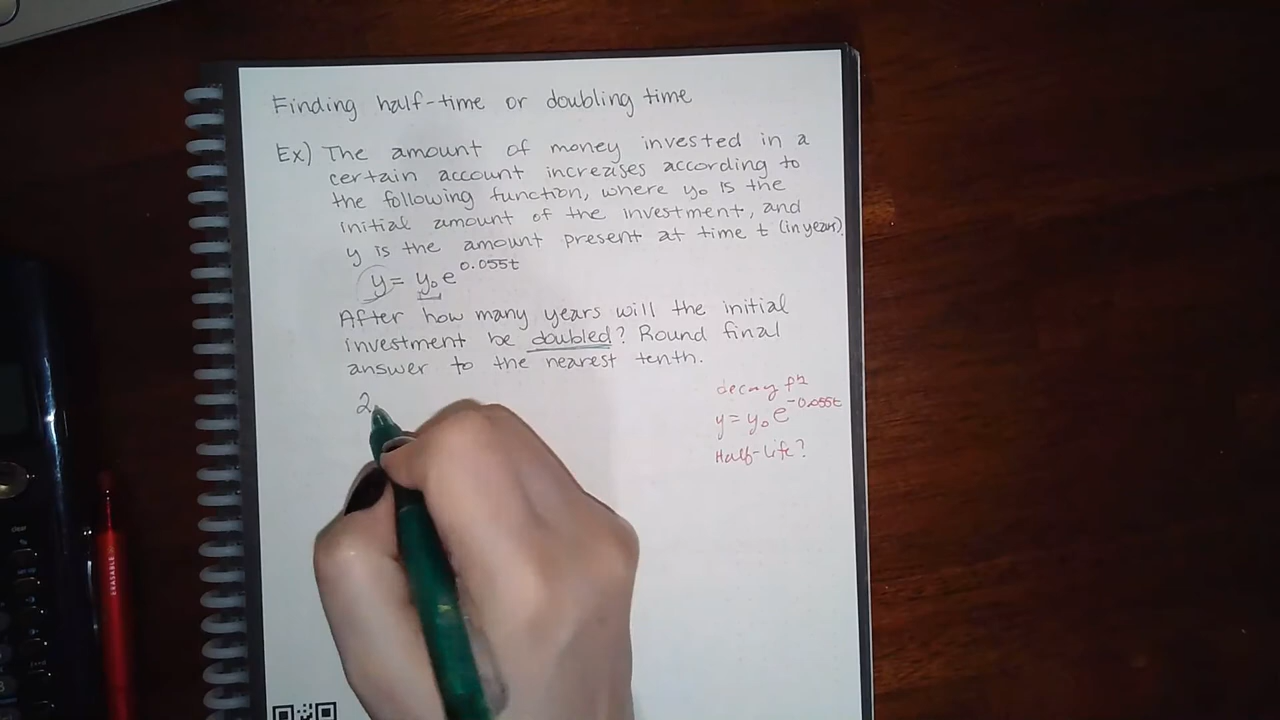 Finding half-time or doubling time
Ex) The amount of money invested in a
certain account increases according to
the following function, where y₀ is the
initial amount of the investment, and
y is the amount present at time t (in years).
y = y₀e^0.055t
After how many years will the initial
investment be doubled? Round final
answer to the nearest tenth.
2
decay fⁿ
y = y₀e^-0.055t
Half-life?
ERASABLE
clear